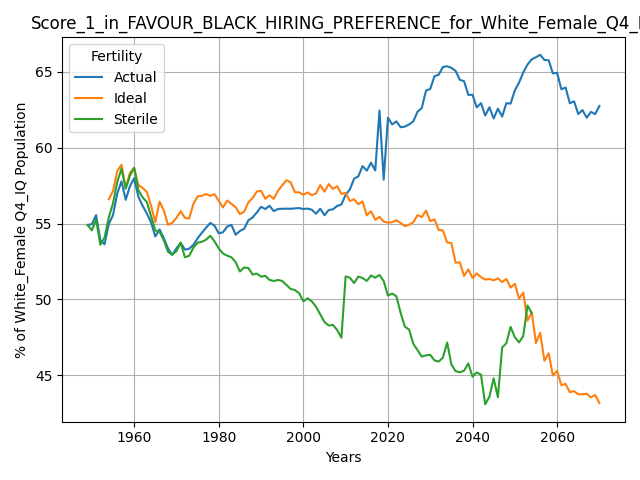 Score_1_in_FAVOUR_BLACK_HIRING_PREFERENCE_for_White_Female_Q4_I
Fertility
Actual
Ideal
Sterile
% of White_Female Q4_IQ Population
65
60
55
50
45
1960
1980
2000
2020
2040
2060
Years